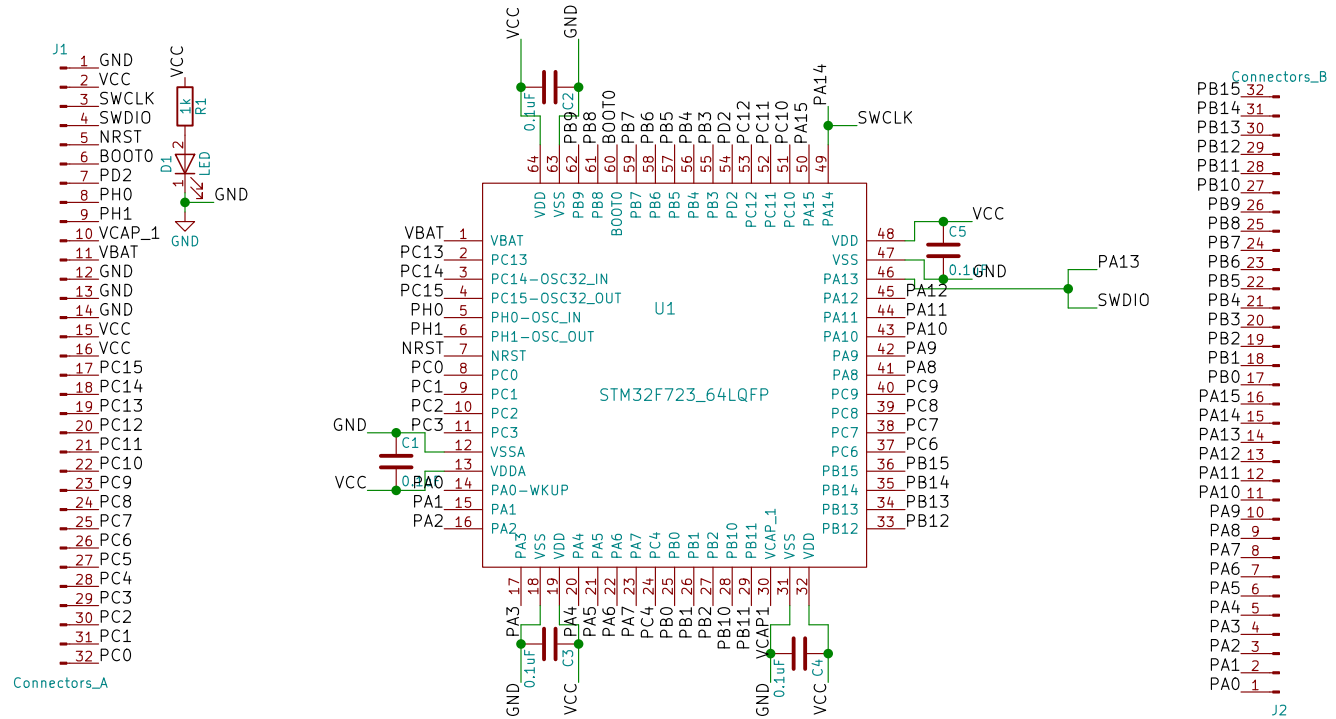 J1
1 GND
2 VCC
3 SWCLK
4 SWDIO
5 NRST
6 BOOT0
7 PD2
8 PH0
9 PH1
10 VCAP_1
11 VBAT
12 GND
13 GND
14 GND
15 VCC
16 VCC
17 PC15
18 PC14
19 PC13
20 PC12
21 PC11
22 PC10
23 PC9
24 PC8
25 PC7
26 PC6
27 PC5
28 PC4
29 PC3
30 PC2
31 PC1
32 PC0
Connectors_A
VCC
1k
R1
2
D1
LED
1
GND
GND
VCC
GND
0.1uF
C2
PB9
PB8
BOOT0
PB7
PB6
PB5
PB4
PB3
PD2
PC12
PC11
PC10
PA15
PA14
SWCLK
64 VDD
63 VSS
62 PB9
61 PB8
60 BOOT0
59 PB7
58 PB6
57 PB5
56 PB4
55 PB3
54 PD2
53 PC12
52 PC11
51 PC10
50 PA15
49 PA14
VBAT 1 VBAT
PC13 2 PC13
PC14 3 PC14-OSC32_IN
PC15 4 PC15-OSC32_OUT
PH0 5 PH0-OSC_IN
PH1 6 PH1-OSC_OUT
NRST 7 NRST
PC0 8 PC0
PC1 9 PC1
PC2 10 PC2
PC3 11 PC3
12 VSSA
13 VDDA
PA0 14 PA0-WKUP
PA1 15 PA1
PA2 16 PA2
GND
C1
0.1uF
VCC
U1
STM32F723_64LQFP
VDD 48
VSS 47
PA13 46
PA12 45 PA12
PA11 44 PA11
PA10 43 PA10
PA9 42 PA9
PA8 41 PA8
PC9 40 PC9
PC8 39 PC8
PC7 38 PC7
PC6 37 PC6
PB15 36 PB15
PB14 35 PB14
PB13 34 PB13
PB12 33 PB12
VCC
C5
0.1uF
GND
PA13
SWDIO
PA3 17 PA3
VSS 18
VDD 19
PA4 20 PA4
PA5 21 PA5
PA6 22 PA6
PA7 23 PA7
PC4 24 PC4
PB0 25 PB0
PB1 26 PB1
PB2 27 PB2
PB10 28 PB10
PB11 29 PB11
VCAP_1 30 VCAP1
VSS 31
VDD 32
GND
0.1uF
C3
VCC
GND
0.1uF
C4
VCC
Connectors_B
PB15 32
PB14 31
PB13 30
PB12 29
PB11 28
PB10 27
PB9 26
PB8 25
PB7 24
PB6 23
PB5 22
PB4 21
PB3 20
PB2 19
PB1 18
PB0 17
PA15 16
PA14 15
PA13 14
PA12 13
PA11 12
PA10 11
PA9 10
PA8 9
PA7 8
PA6 7
PA5 6
PA4 5
PA3 4
PA2 3
PA1 2
PA0 1
J2